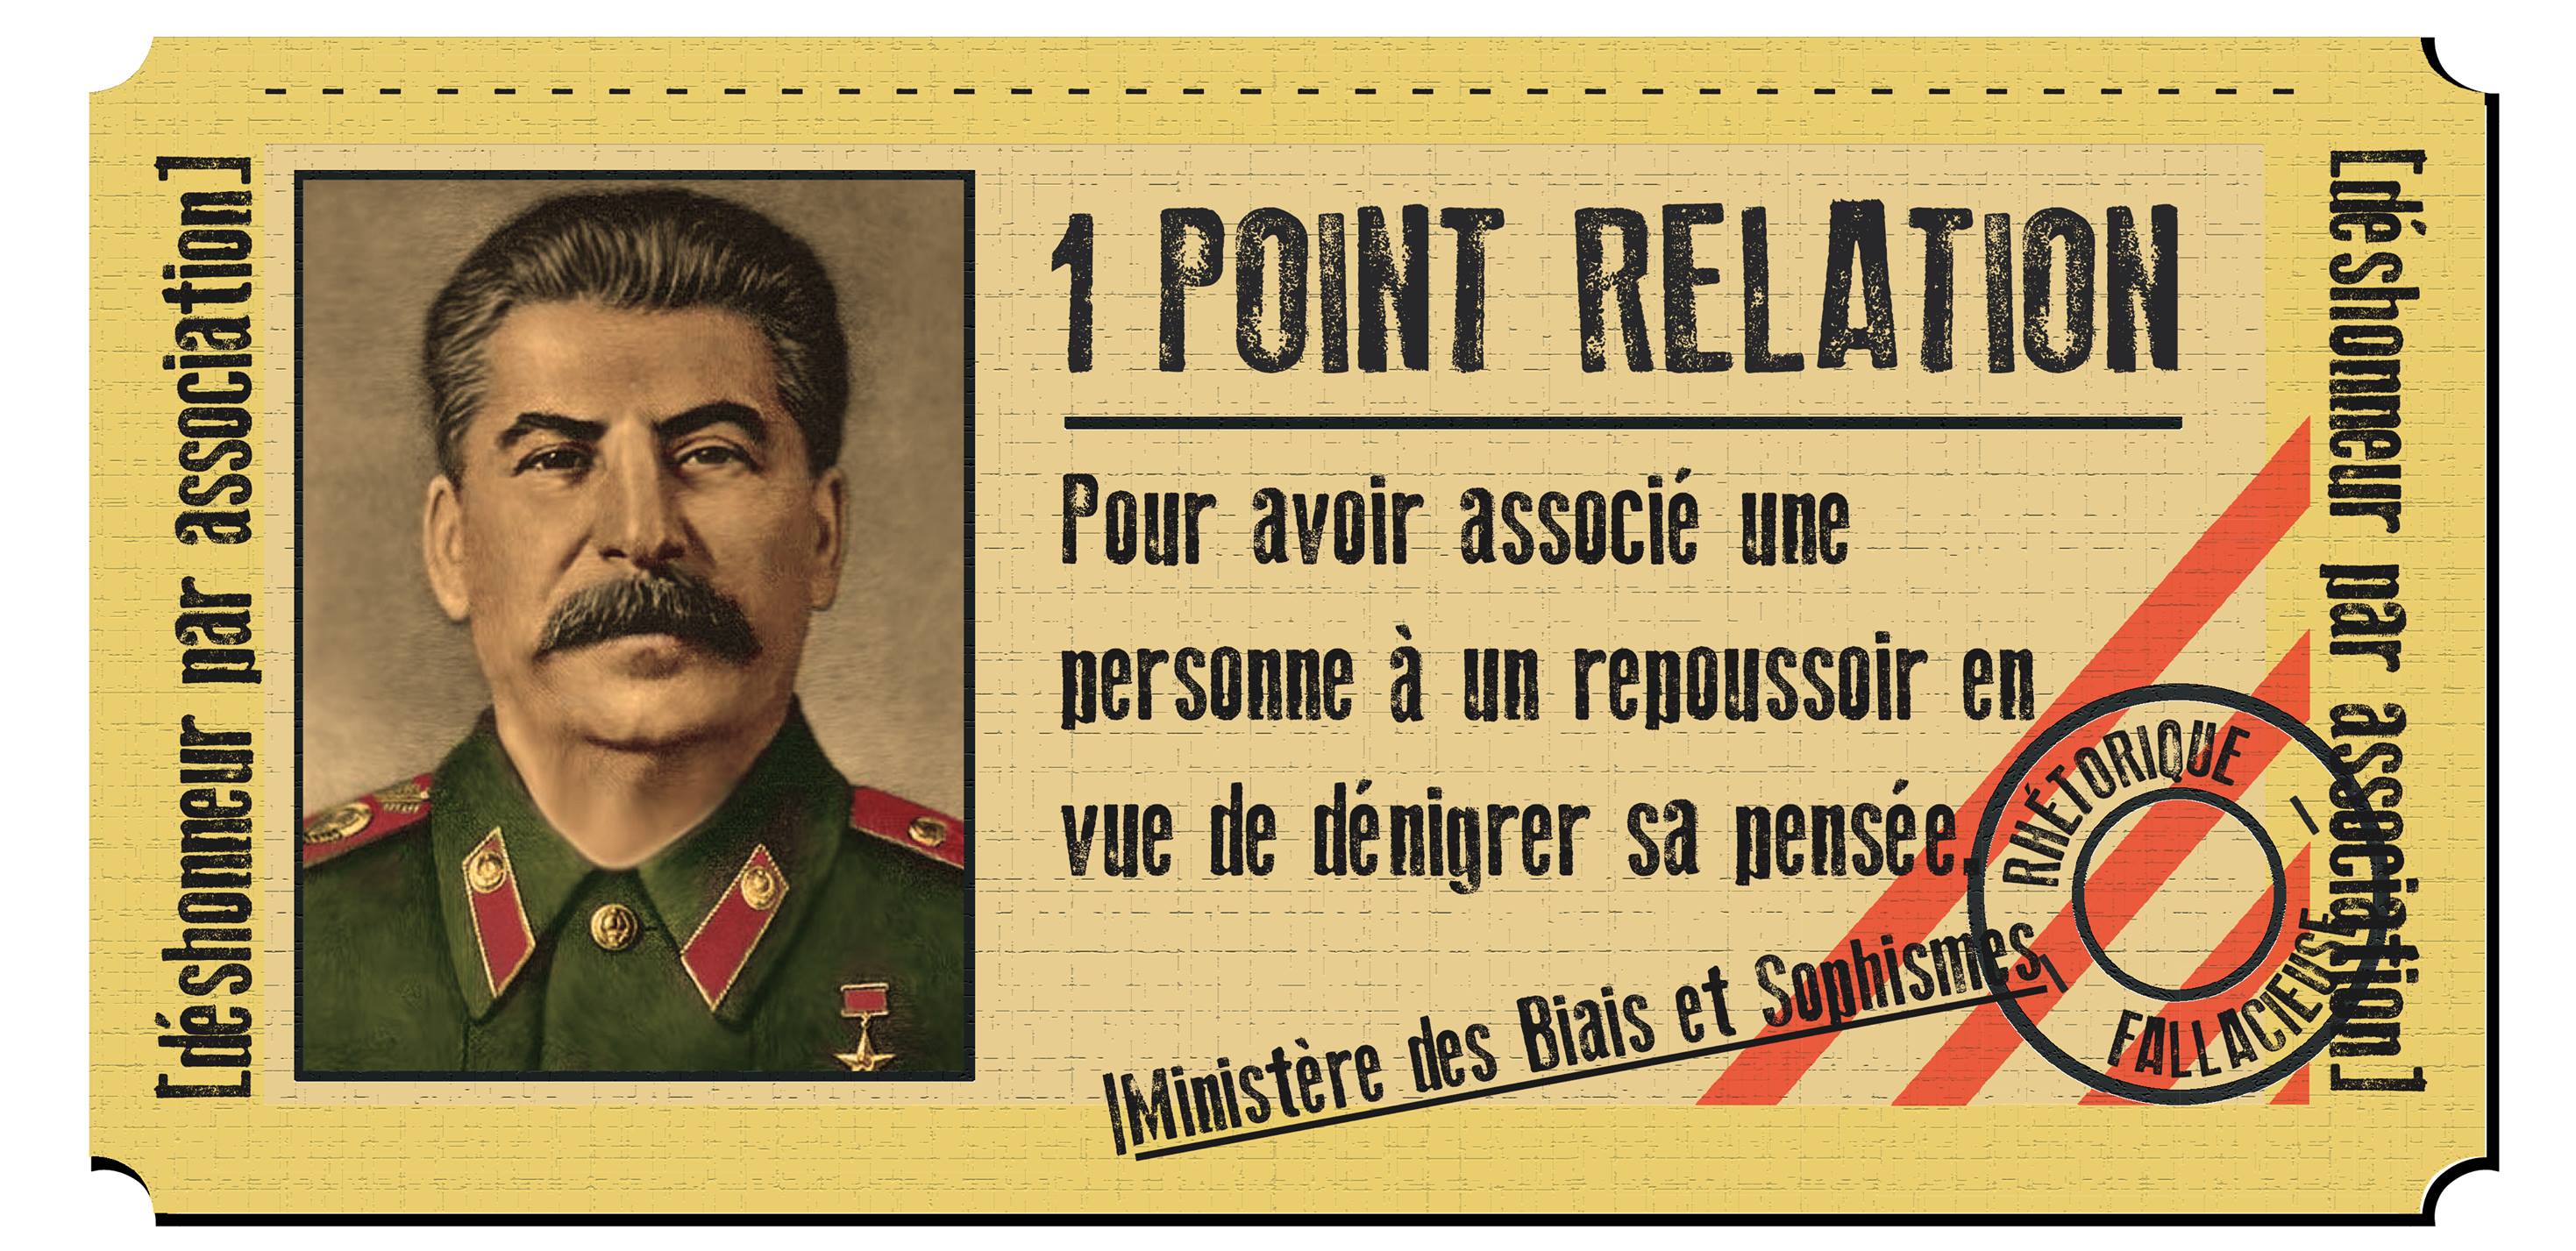 [déshonneur par association]
1 POINT RELATION
Pour avoir associé une
personne à un repoussoir en
vue de dénigrer sa pensée.
|Ministère des Biais et Sophismes|
RHÉTORIQUE
FALLACIEUSE
[déshonneur par association]